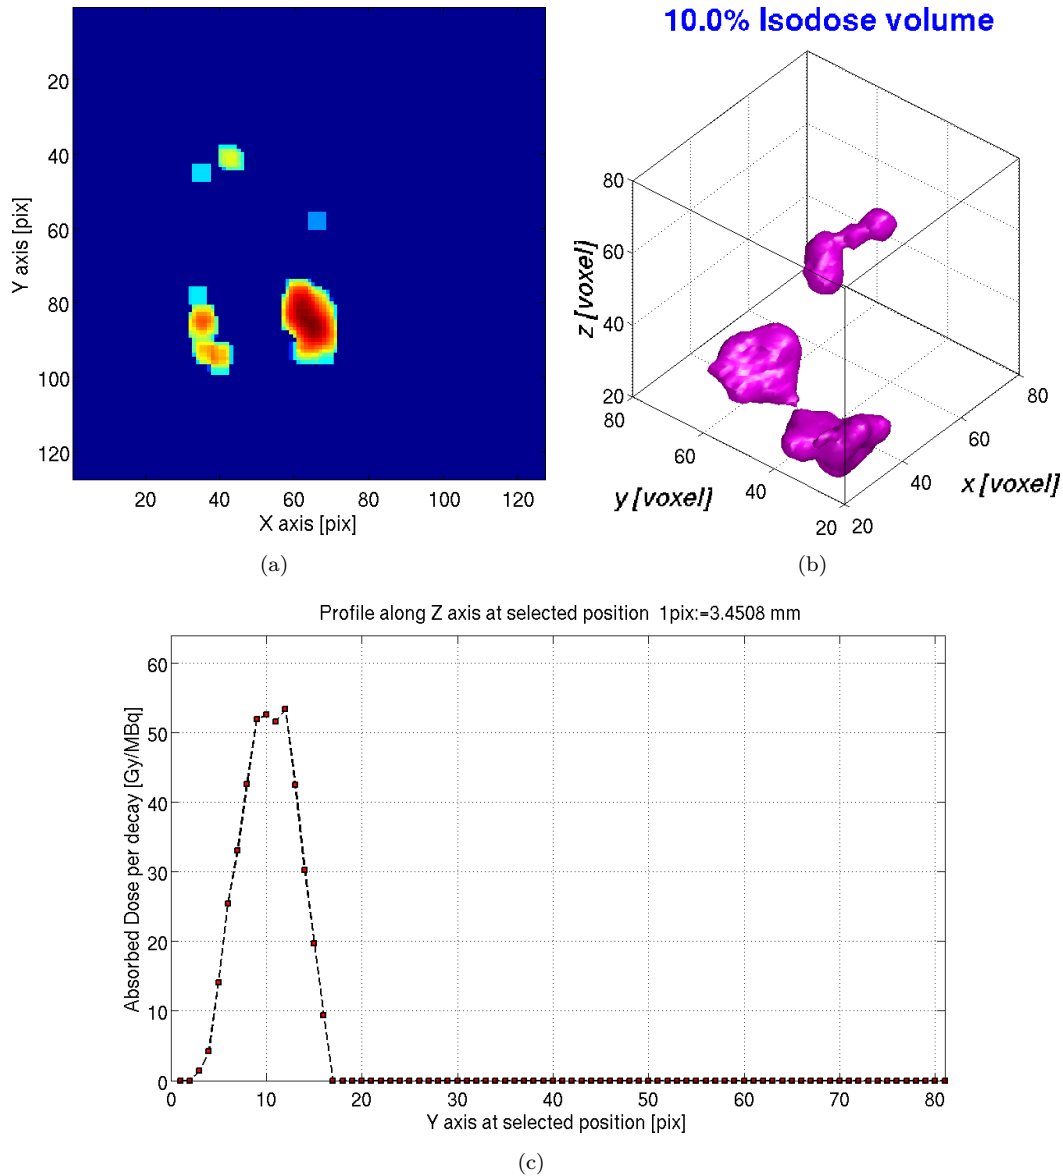 10.0% Isodose volume
20
40
60
80
100
120
Y axis [pix]
20 40 60 80 100 120
X axis [pix]
(a)
80
60
40
20
z [voxel]
80
60
40
20
y [voxel]
20
40
60
80
x [voxel]
(b)
Profile along Z axis at selected position 1pix:=3.4508 mm
60
50
40
30
20
10
0
Absorbed Dose per decay [Gy/MBq]
0 10 20 30 40 50 60 70 80
Y axis at selected position [pix]
(c)